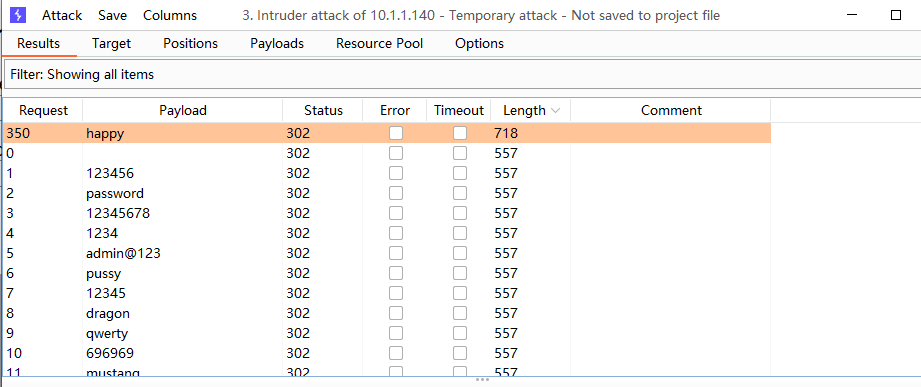 Attack Save Columns 3. Intruder attack of 10.1.1.140 - Temporary attack - Not saved to project file
Results Target Positions Payloads Resource Pool Options
Filter: Showing all items
Request Payload Status Error Timeout Length Comment
350 happy 302 718
0 302 557
1 123456 302 557
2 password 302 557
3 12345678 302 557
4 1234 302 557
5 admin@123 302 557
6 pussy 302 557
7 12345 302 557
8 dragon 302 557
9 qwerty 302 557
10 696969 302 557
11 mustang 302 557